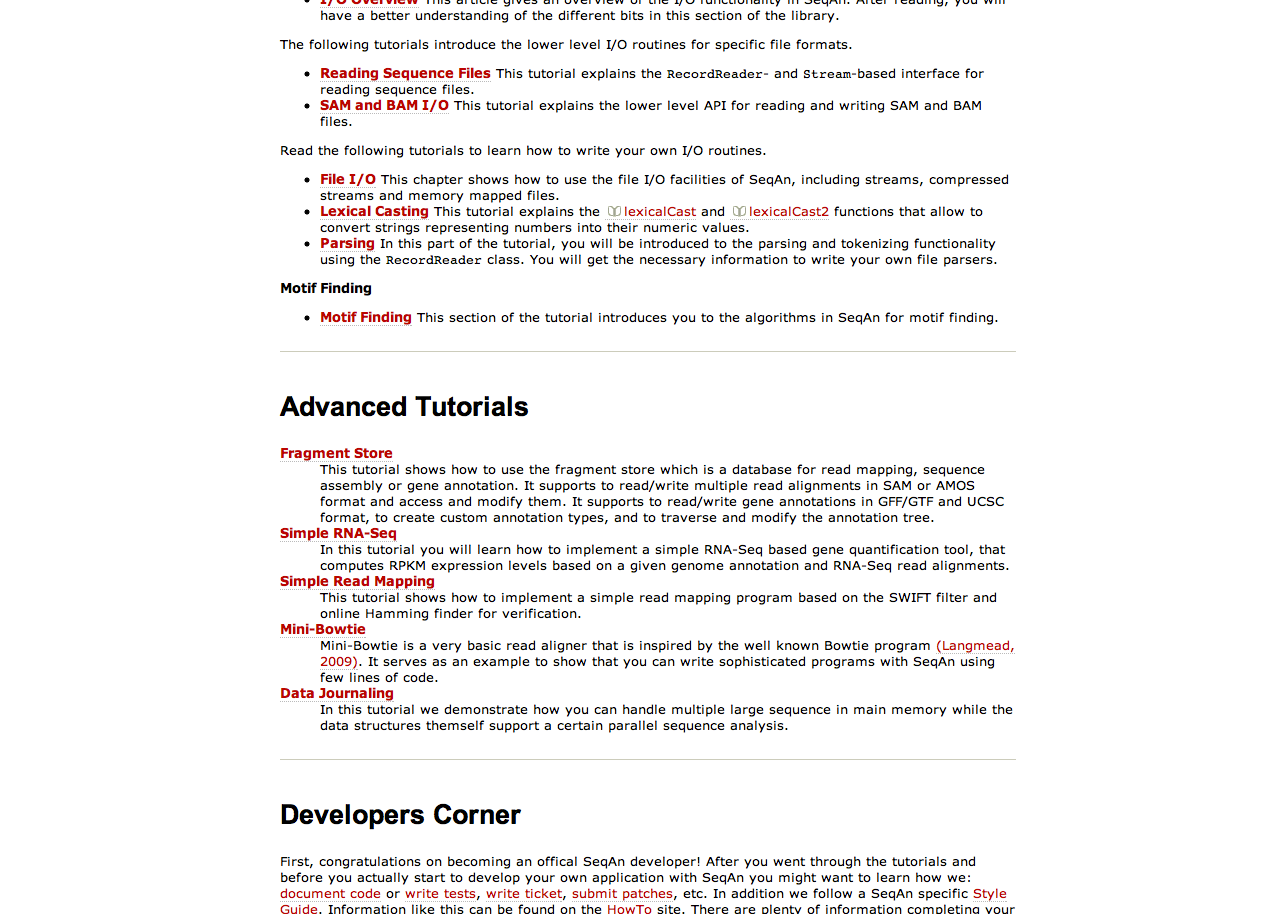 I/O Overview This article gives an overview of the I/O functionality in SeqAn. After reading, you will
have a better understanding of the different bits in this section of the library.
The following tutorials introduce the lower level I/O routines for specific file formats.
Reading Sequence Files This tutorial explains the RecordReader- and Stream-based interface for
reading sequence files.
SAM and BAM I/O This tutorial explains the lower level API for reading and writing SAM and BAM
files.
Read the following tutorials to learn how to write your own I/O routines.
File I/O This chapter shows how to use the file I/O facilities of SeqAn, including streams, compressed
streams and memory mapped files.
Lexical Casting This tutorial explains the lexicalCast and lexicalCast2 functions that allow to
convert strings representing numbers into their numeric values.
Parsing In this part of the tutorial, you will be introduced to the parsing and tokenizing functionality
using the RecordReader class. You will get the necessary information to write your own file parsers.
Motif Finding
Motif Finding This section of the tutorial introduces you to the algorithms in SeqAn for motif finding.
Advanced Tutorials
Fragment Store
This tutorial shows how to use the fragment store which is a database for read mapping, sequence
assembly or gene annotation. It supports to read/write multiple read alignments in SAM or AMOS
format and access and modify them. It supports to read/write gene annotations in GFF/GTF and UCSC
format, to create custom annotation types, and to traverse and modify the annotation tree.
Simple RNA-Seq
In this tutorial you will learn how to implement a simple RNA-Seq based gene quantification tool, that
computes RPKM expression levels based on a given genome annotation and RNA-Seq read alignments.
Simple Read Mapping
This tutorial shows how to implement a simple read mapping program based on the SWIFT filter and
online Hamming finder for verification.
Mini-Bowtie
Mini-Bowtie is a very basic read aligner that is inspired by the well known Bowtie program (Langmead,
2009). It serves as an example to show that you can write sophisticated programs with SeqAn using
few lines of code.
Data Journaling
In this tutorial we demonstrate how you can handle multiple large sequence in main memory while the
data structures themself support a certain parallel sequence analysis.
Developers Corner
First, congratulations on becoming an offical SeqAn developer! After you went through the tutorials and
before you actually start to develop your own application with SeqAn you might want to learn how we:
document code or write tests, write ticket, submit patches, etc. In addition we follow a SeqAn specific Style
Guide. Information like this can be found on the HowTo site. There are plenty of information completing your